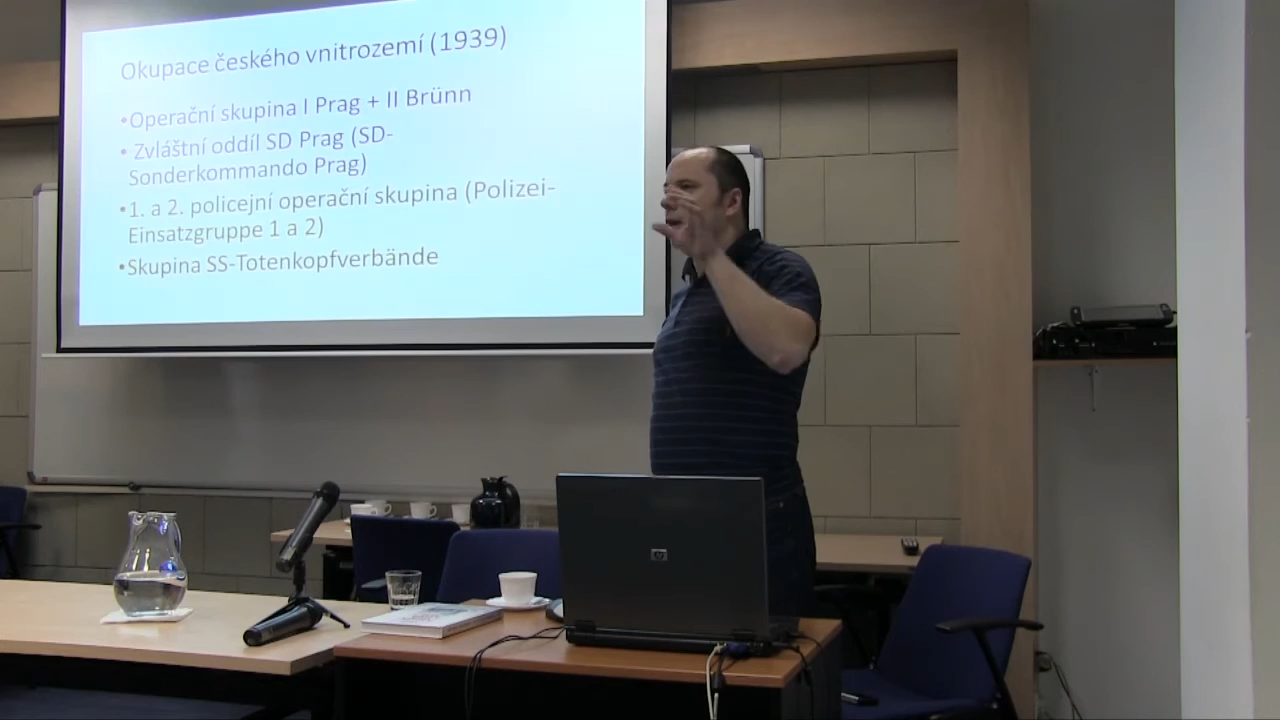 Okupace českého vnitrozemí (1939)
•Operační skupina I Prag + II Brünn
• Zvláštní oddíl SD Prag (SD-
Sonderkommando Prag)
•1. a 2. policejní operační skupina (Polizei-
Einsatzgruppe 1 a 2)
•Skupina SS-Totenkopfverbände
hp